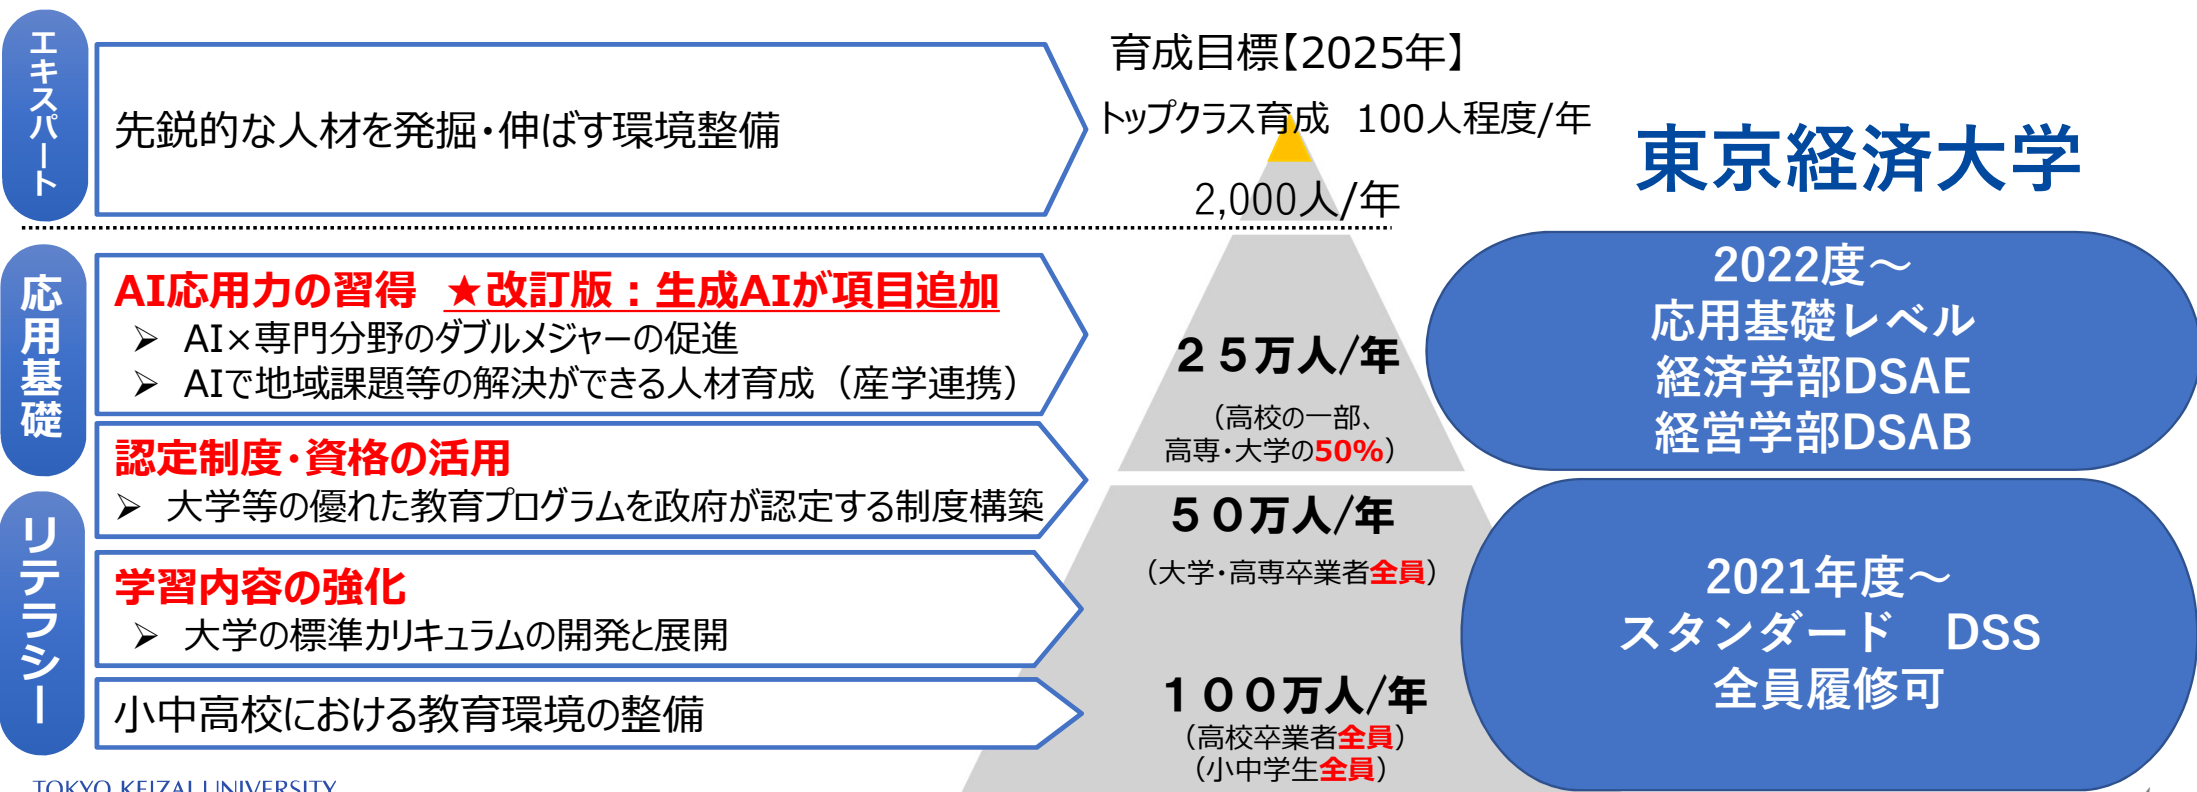 エキスパート
先鋭的な人材を発掘・伸ばす環境整備
育成目標【2025年】
トップクラス育成　100人程度/年
2,000人/年
東京経済大学
応用基礎
AI応用力の習得　★改訂版：生成AIが項目追加
➢ AI×専門分野のダブルメジャーの促進
➢ AIで地域課題等の解決ができる人材育成（産学連携）
２５万人/年
（高校の一部、
高専・大学の50%）
2022度～
応用基礎レベル
経済学部DSAE
経営学部DSAB
認定制度・資格の活用
➢ 大学等の優れた教育プログラムを政府が認定する制度構築
リテラシー
学習内容の強化
➢ 大学の標準カリキュラムの開発と展開
小中高校における教育環境の整備
５０万人/年
（大学・高専卒業者全員）
１００万人/年
（高校卒業者全員）
（小中学生全員）
2021年度～
スタンダード　DSS
全員履修可
TOKYO KEIZAI UNIVERSITY